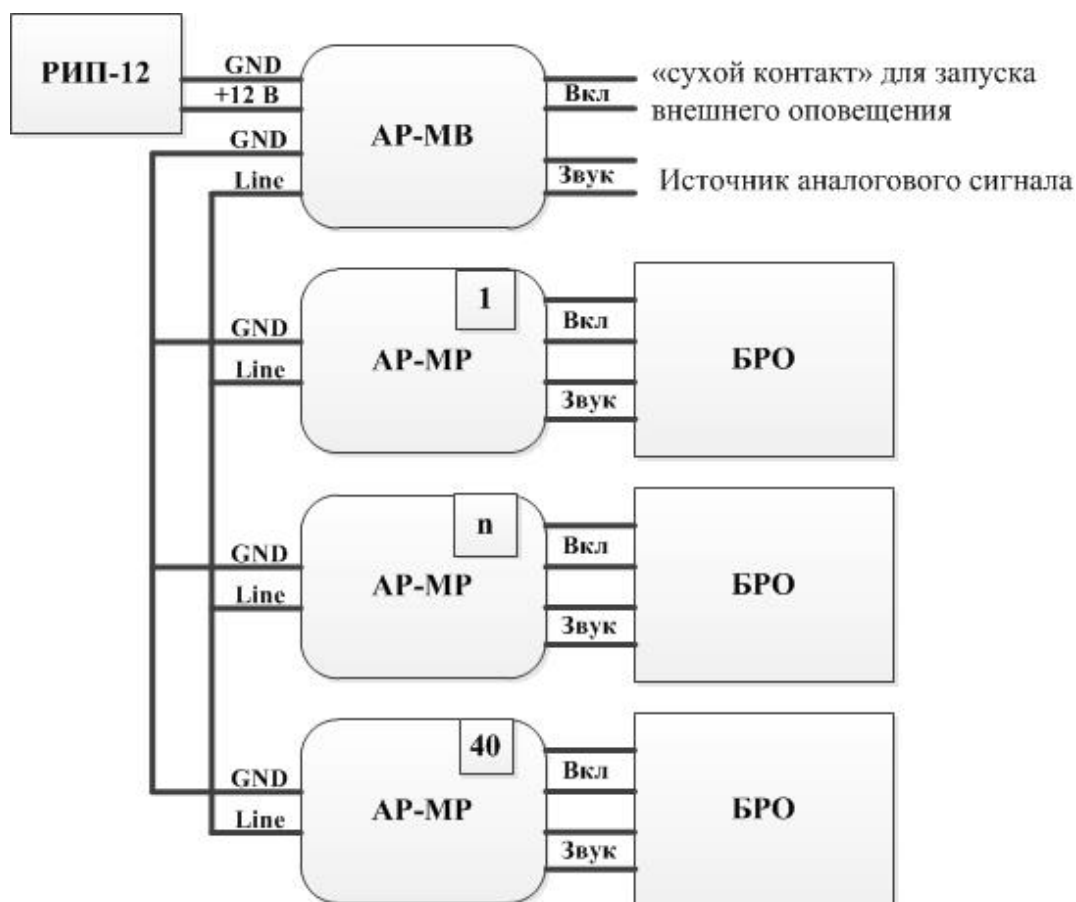 РИП-12
GND
+12 В
GND
Line
АР-МВ
Вкл
Звук
«сухой контакт» для запуска
внешнего оповещения
Источник аналогового сигнала
1
GND
Line
АР-МР
Вкл
Звук
БРО
n
GND
Line
АР-МР
Вкл
Звук
БРО
40
GND
Line
АР-МР
Вкл
Звук
БРО